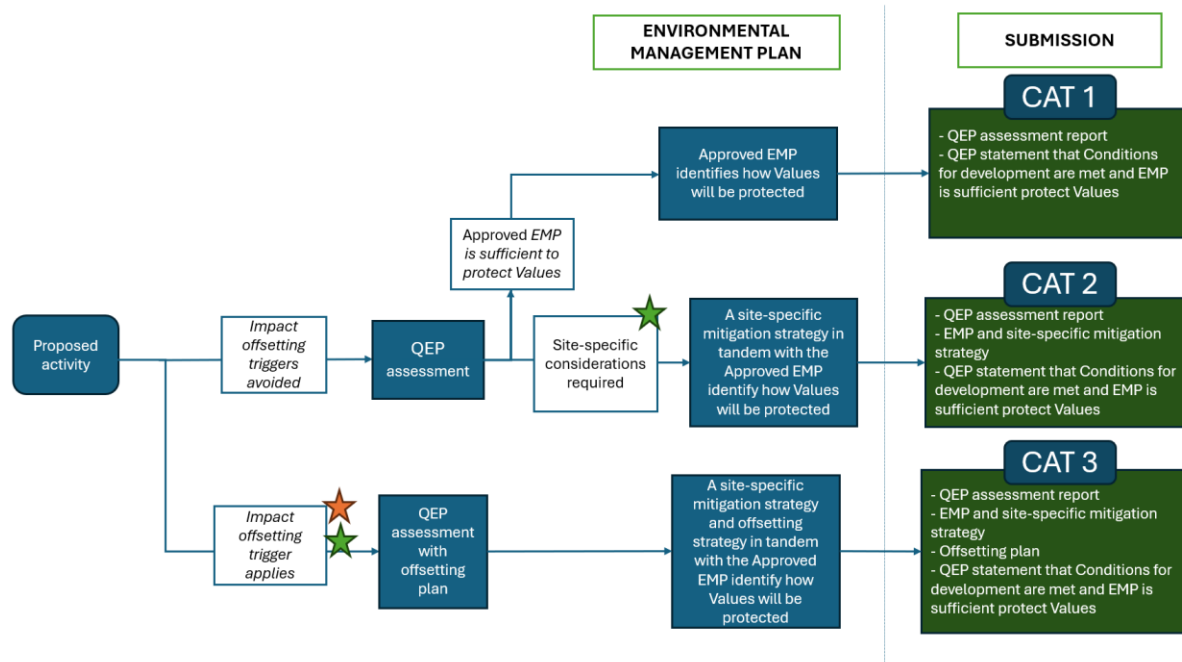 ENVIRONMENTAL
MANAGEMENT PLAN
SUBMISSION
CAT 1
- QEP assessment report
- QEP statement that Conditions
for development are met and EMP
is sufficient protect Values
Approved EMP
identifies how Values
will be protected
Approved EMP
is sufficient to
protect Values
Proposed
activity
Impact
offsetting
triggers
avoided
QEP
assessment
Site-specific
considerations
required
A site-specific
mitigation strategy in
tandem with the
Approved EMP
identify how Values
will be protected
CAT 2
- QEP assessment report
- EMP and site-specific mitigation
strategy
- QEP statement that Conditions for
development are met and EMP is
sufficient protect Values
Impact
offsetting
trigger
applies
QEP
assessment
with
offsetting
plan
A site-specific
mitigation strategy
and offsetting
strategy in tandem
with the Approved
EMP identify how
Values will be
protected
CAT 3
- QEP assessment report
- EMP and site-specific mitigation
strategy
- Offsetting plan
- QEP statement that Conditions for
development are met and EMP is
sufficient protect Values